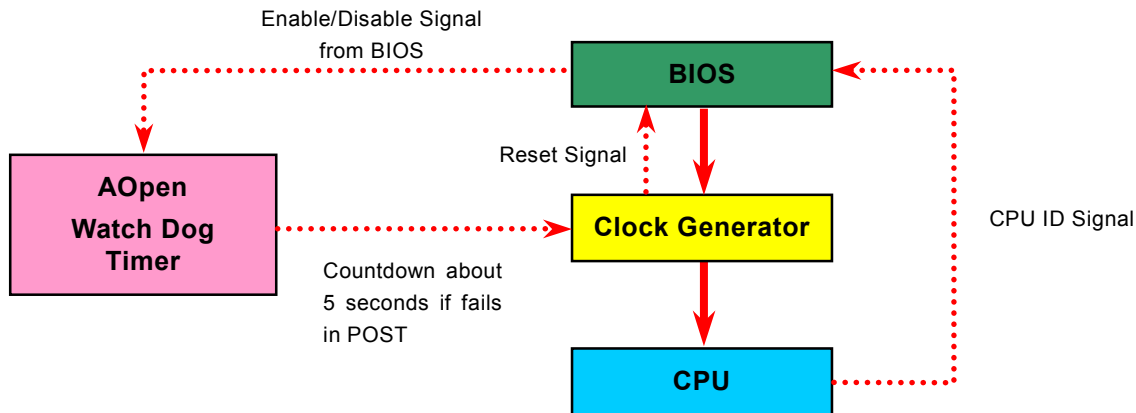 Enable/Disable Signal
from BIOS
BIOS
Reset Signal
AOpen
Watch Dog
Timer
Clock Generator
CPU ID Signal
Countdown about
5 seconds if fails
in POST
CPU